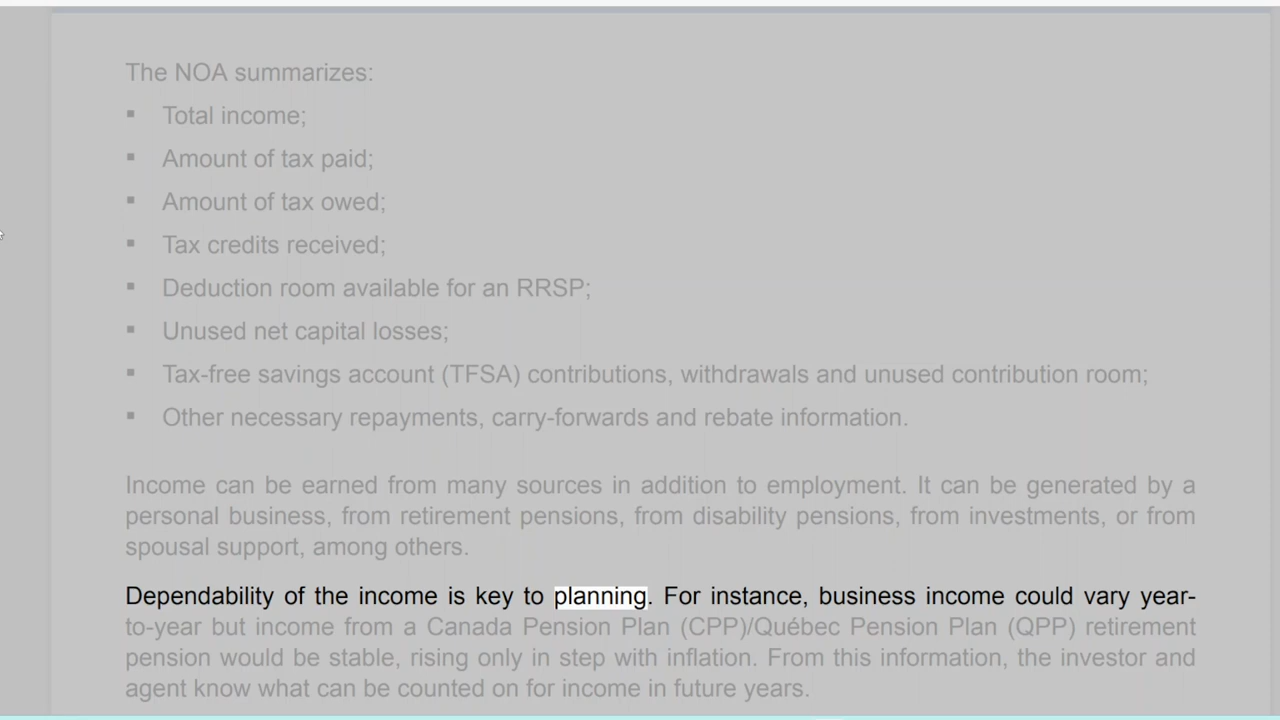 The NOA summarizes:
▪ Total income;
▪ Amount of tax paid;
▪ Amount of tax owed;
▪ Tax credits received;
▪ Deduction room available for an RRSP;
▪ Unused net capital losses;
▪ Tax-free savings account (TFSA) contributions, withdrawals and unused contribution room;
▪ Other necessary repayments, carry-forwards and rebate information.
Income can be earned from many sources in addition to employment. It can be generated by a
personal business, from retirement pensions, from disability pensions, from investments, or from
spousal support, among others.
Dependability of the income is key to planning. For instance, business income could vary year-
to-year but income from a Canada Pension Plan (CPP)/Québec Pension Plan (QPP) retirement
pension would be stable, rising only in step with inflation. From this information, the investor and
agent know what can be counted on for income in future years.